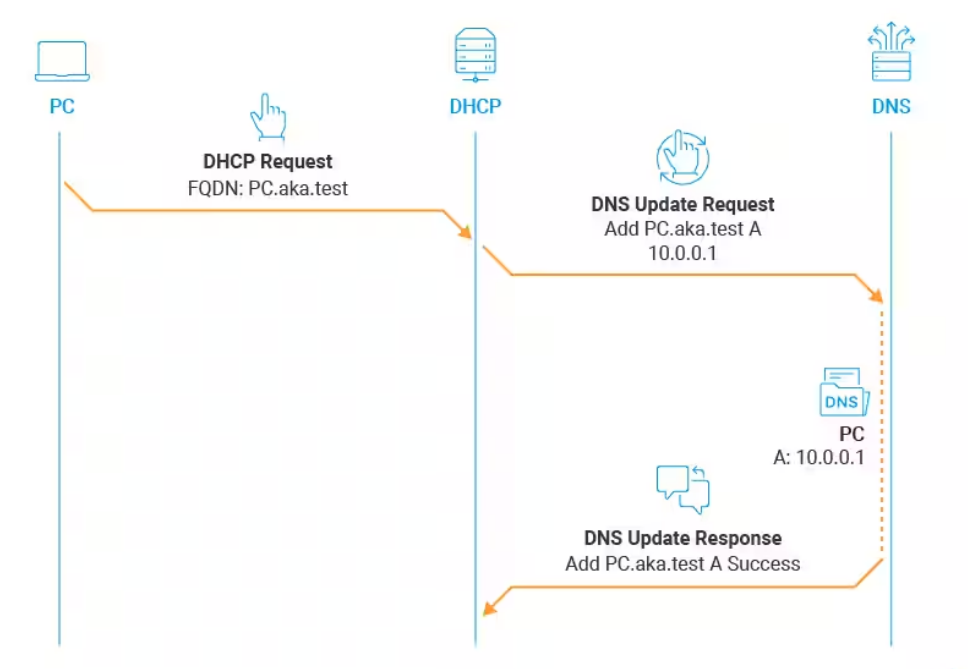 PC
DHCP
DNS
DHCP Request
FQDN: PC.aka.test
DNS Update Request
Add PC.aka.test A
10.0.0.1
DNS
PC
A: 10.0.0.1
DNS Update Response
Add PC.aka.test A Success